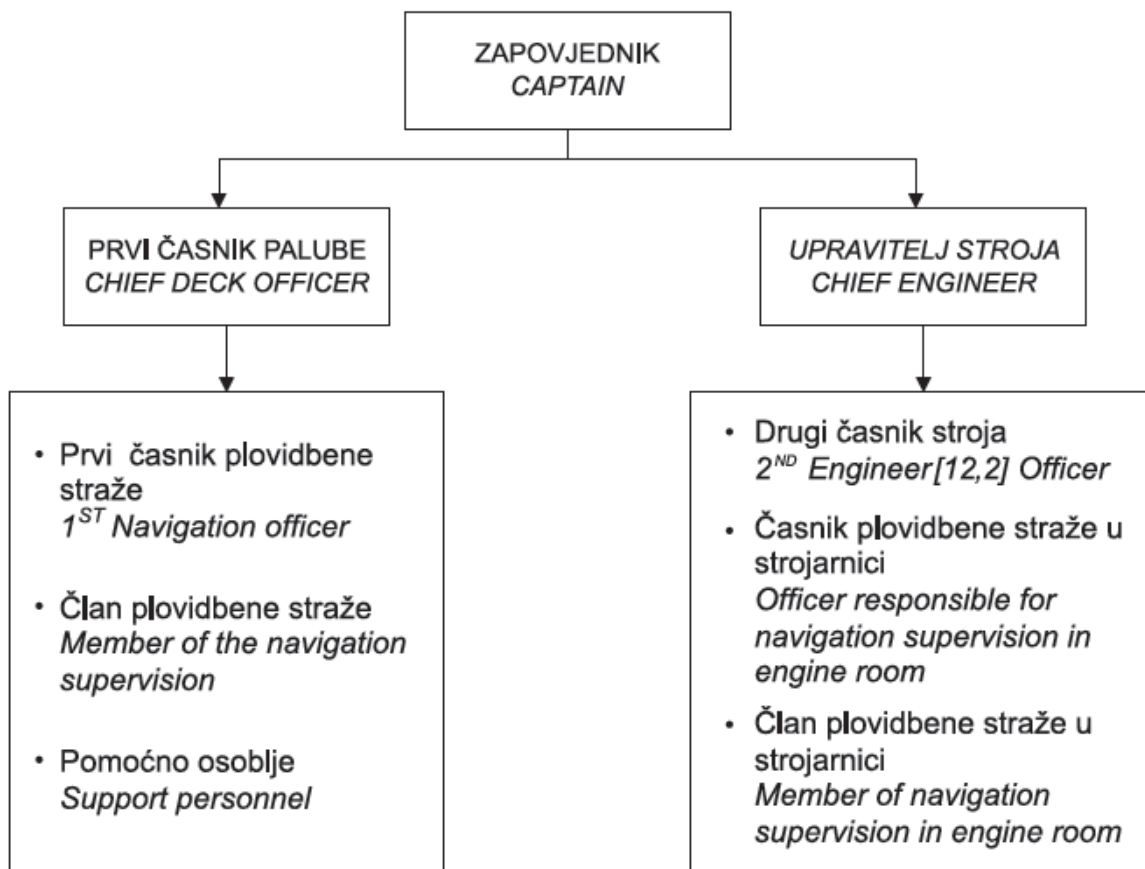 ZAPOVJEDNIK
CAPTAIN
PRVI ČASNIK PALUBE
CHIEF DECK OFFICER
UPRAVITELJ STROJA
CHIEF ENGINEER
• Prvi časnik plovidbene
straže
1ST Navigation officer
• Član plovidbene straže
Member of the navigation
supervision
• Pomoćno osoblje
Support personnel
• Drugi časnik stroja
2ND Engineer[12,2] Officer
• Časnik plovidbene straže u
strojarnici
Officer responsible for
navigation supervision in
engine room
• Član plovidbene straže u
strojarnici
Member of navigation
supervision in engine room